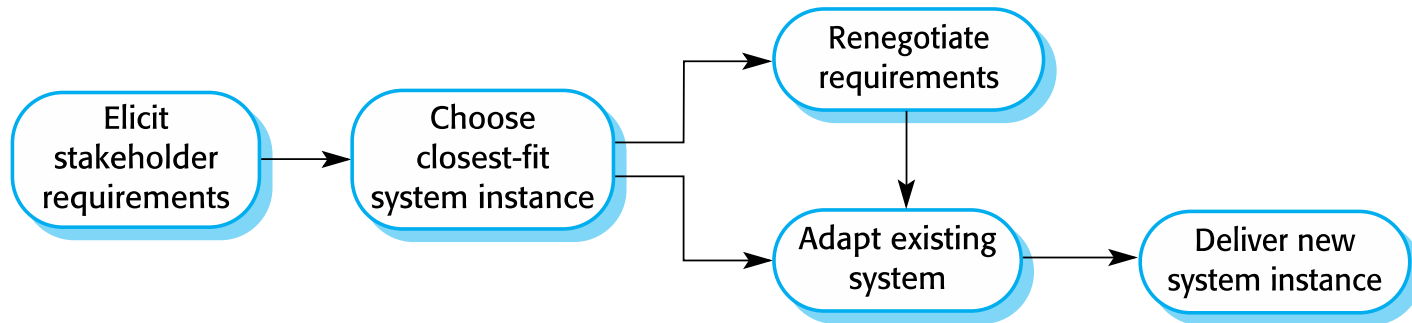 Elicit
stakeholder
requirements
Choose
closest-fit
system instance
Renegotiate
requirements
Adapt existing
system
Deliver new
system instance